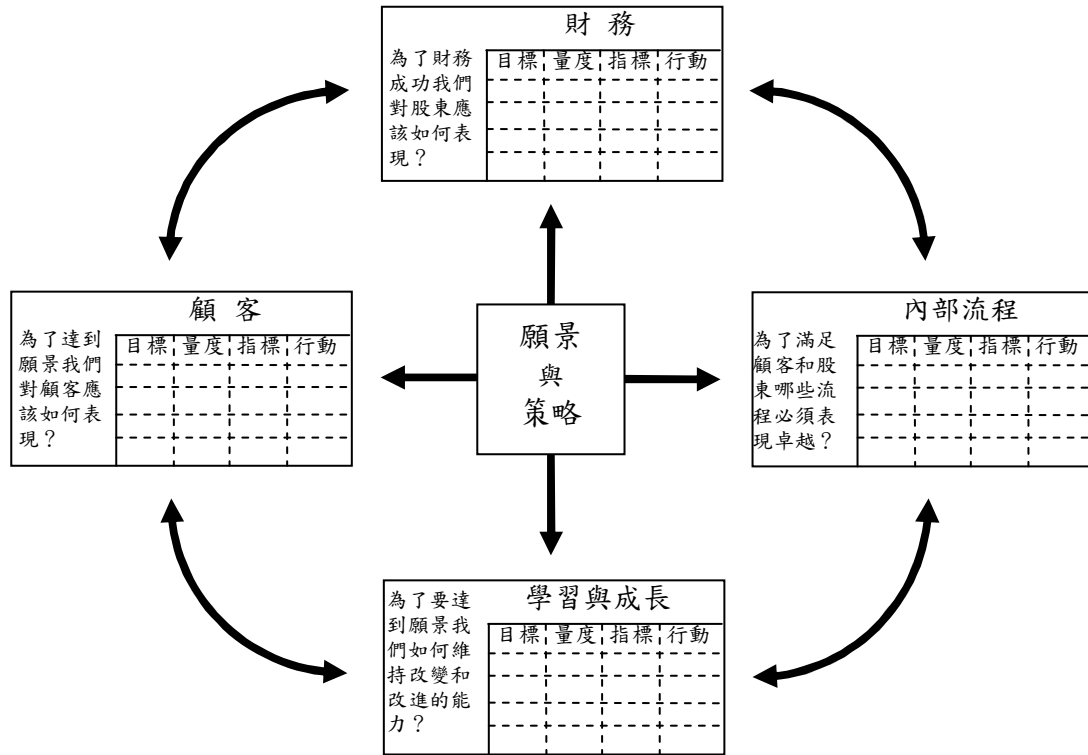 財 務
為了財務
成功我們
對股東應
該如何表
現？
目標 量度 指標 行動
顧 客
為了達到
願景我們
對顧客應
該如何表
現？
目標 量度 指標 行動
願景
與
策略
內部流程
為了滿足
顧客和股
東哪些流
程必須表
現卓越？
目標 量度 指標 行動
學習與成長
為了要達
到願景我
們如何維
持改變和
改進的能
力？
目標 量度 指標 行動